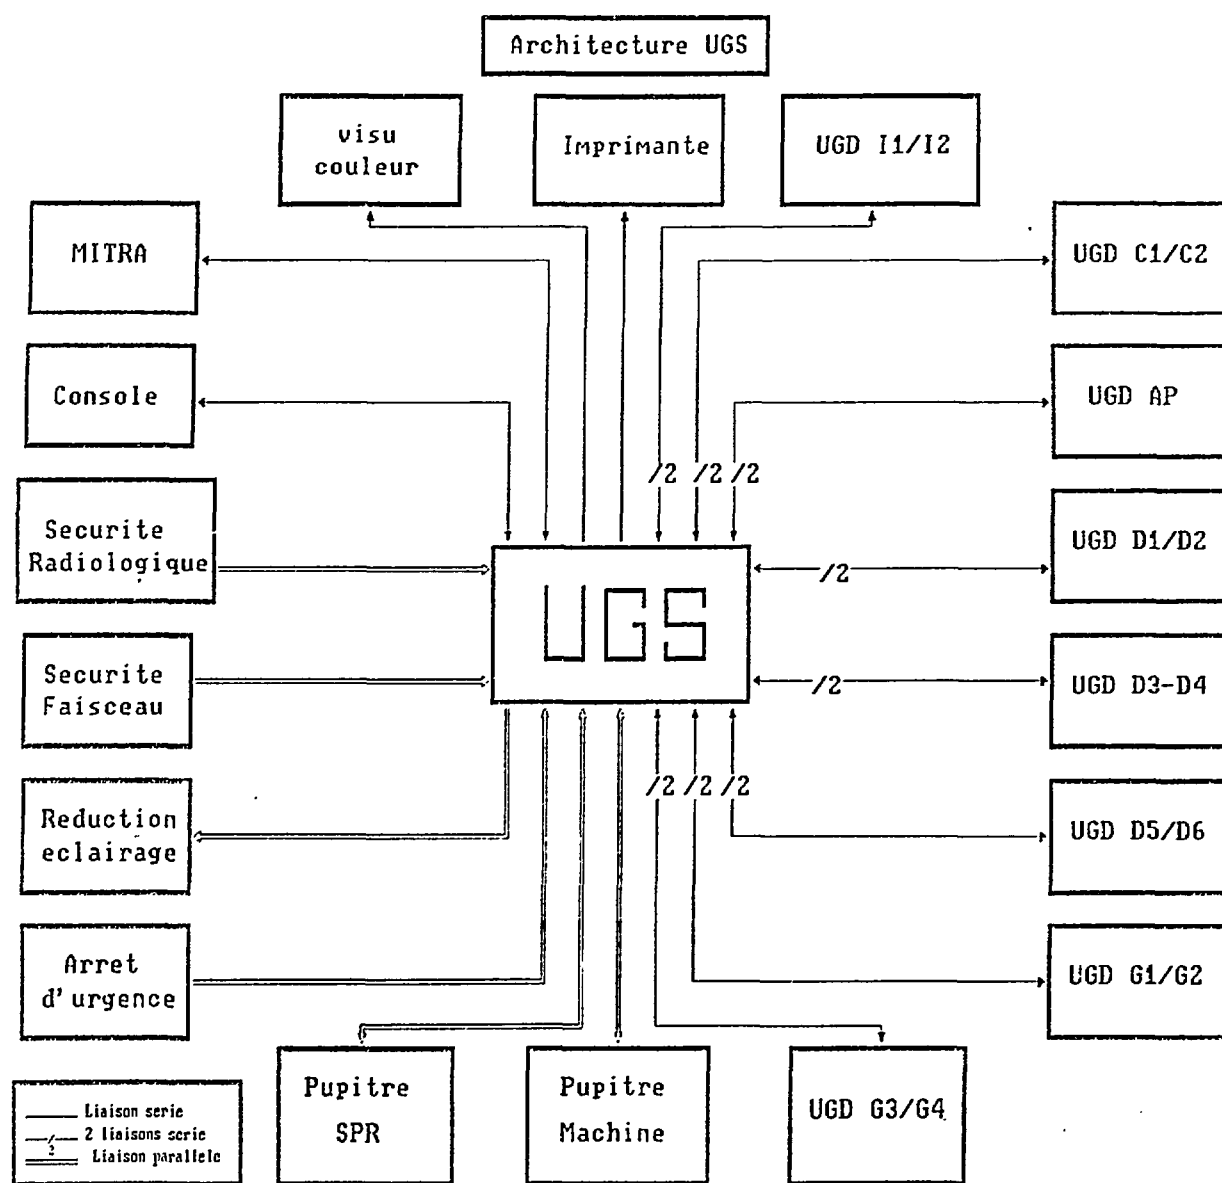 Architecture UGS
visu
couleur
Imprimante
UGD I1/I2
MITRA
UGD C1/C2
Console
UGD AP
/2 /2 /2
Securite
Radiologique
UGD D1/D2
/2
UGS
Securite
Faisceau
UGD D3-D4
/2
/2 /2 /2
Reduction
eclairage
UGD D5/D6
Arret
d'urgence
UGD G1/G2
Pupitre
SPR
Pupitre
Machine
UGD G3/G4
Liaison serie
2 liaisons serie
2
Liaison parallele